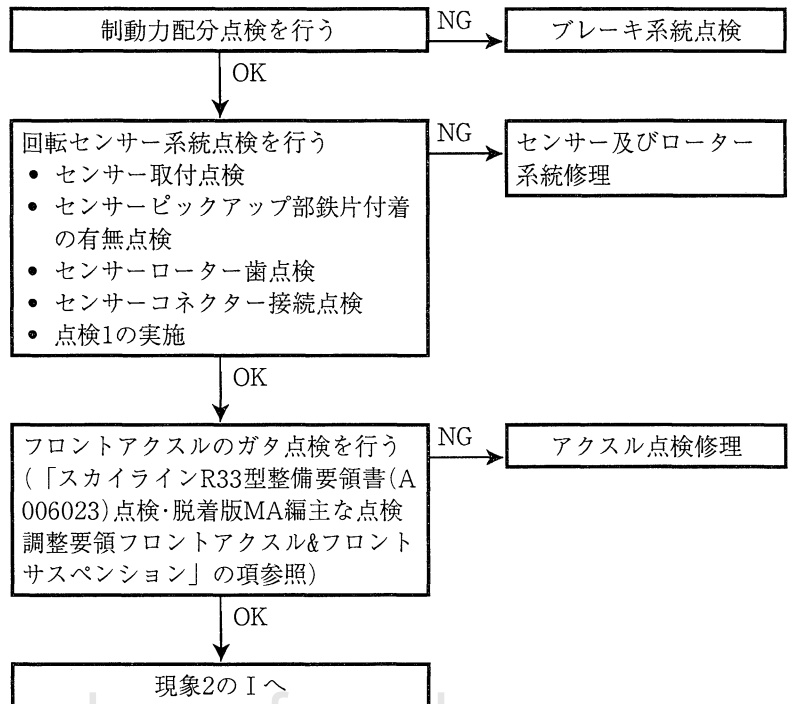 制動力配分点検を行う
NG
ブレーキ系統点検
OK
回転センサー系統点検を行う
• センサー取付点検
• センサーピックアップ部鉄片付着
の有無点検
• センサーローター歯点検
• センサーコネクター接続点検
• 点検1の実施
NG
センサー及びローター
系統修理
OK
フロントアクスルのガタ点検を行う
(「スカイラインR33型整備要領書(A
006023)点検·脱着版MA編主な点検
調整要領フロントアクスル&フロント
サスペンション」の項参照)
NG
アクスル点検修理
OK
現象2のⅠへ